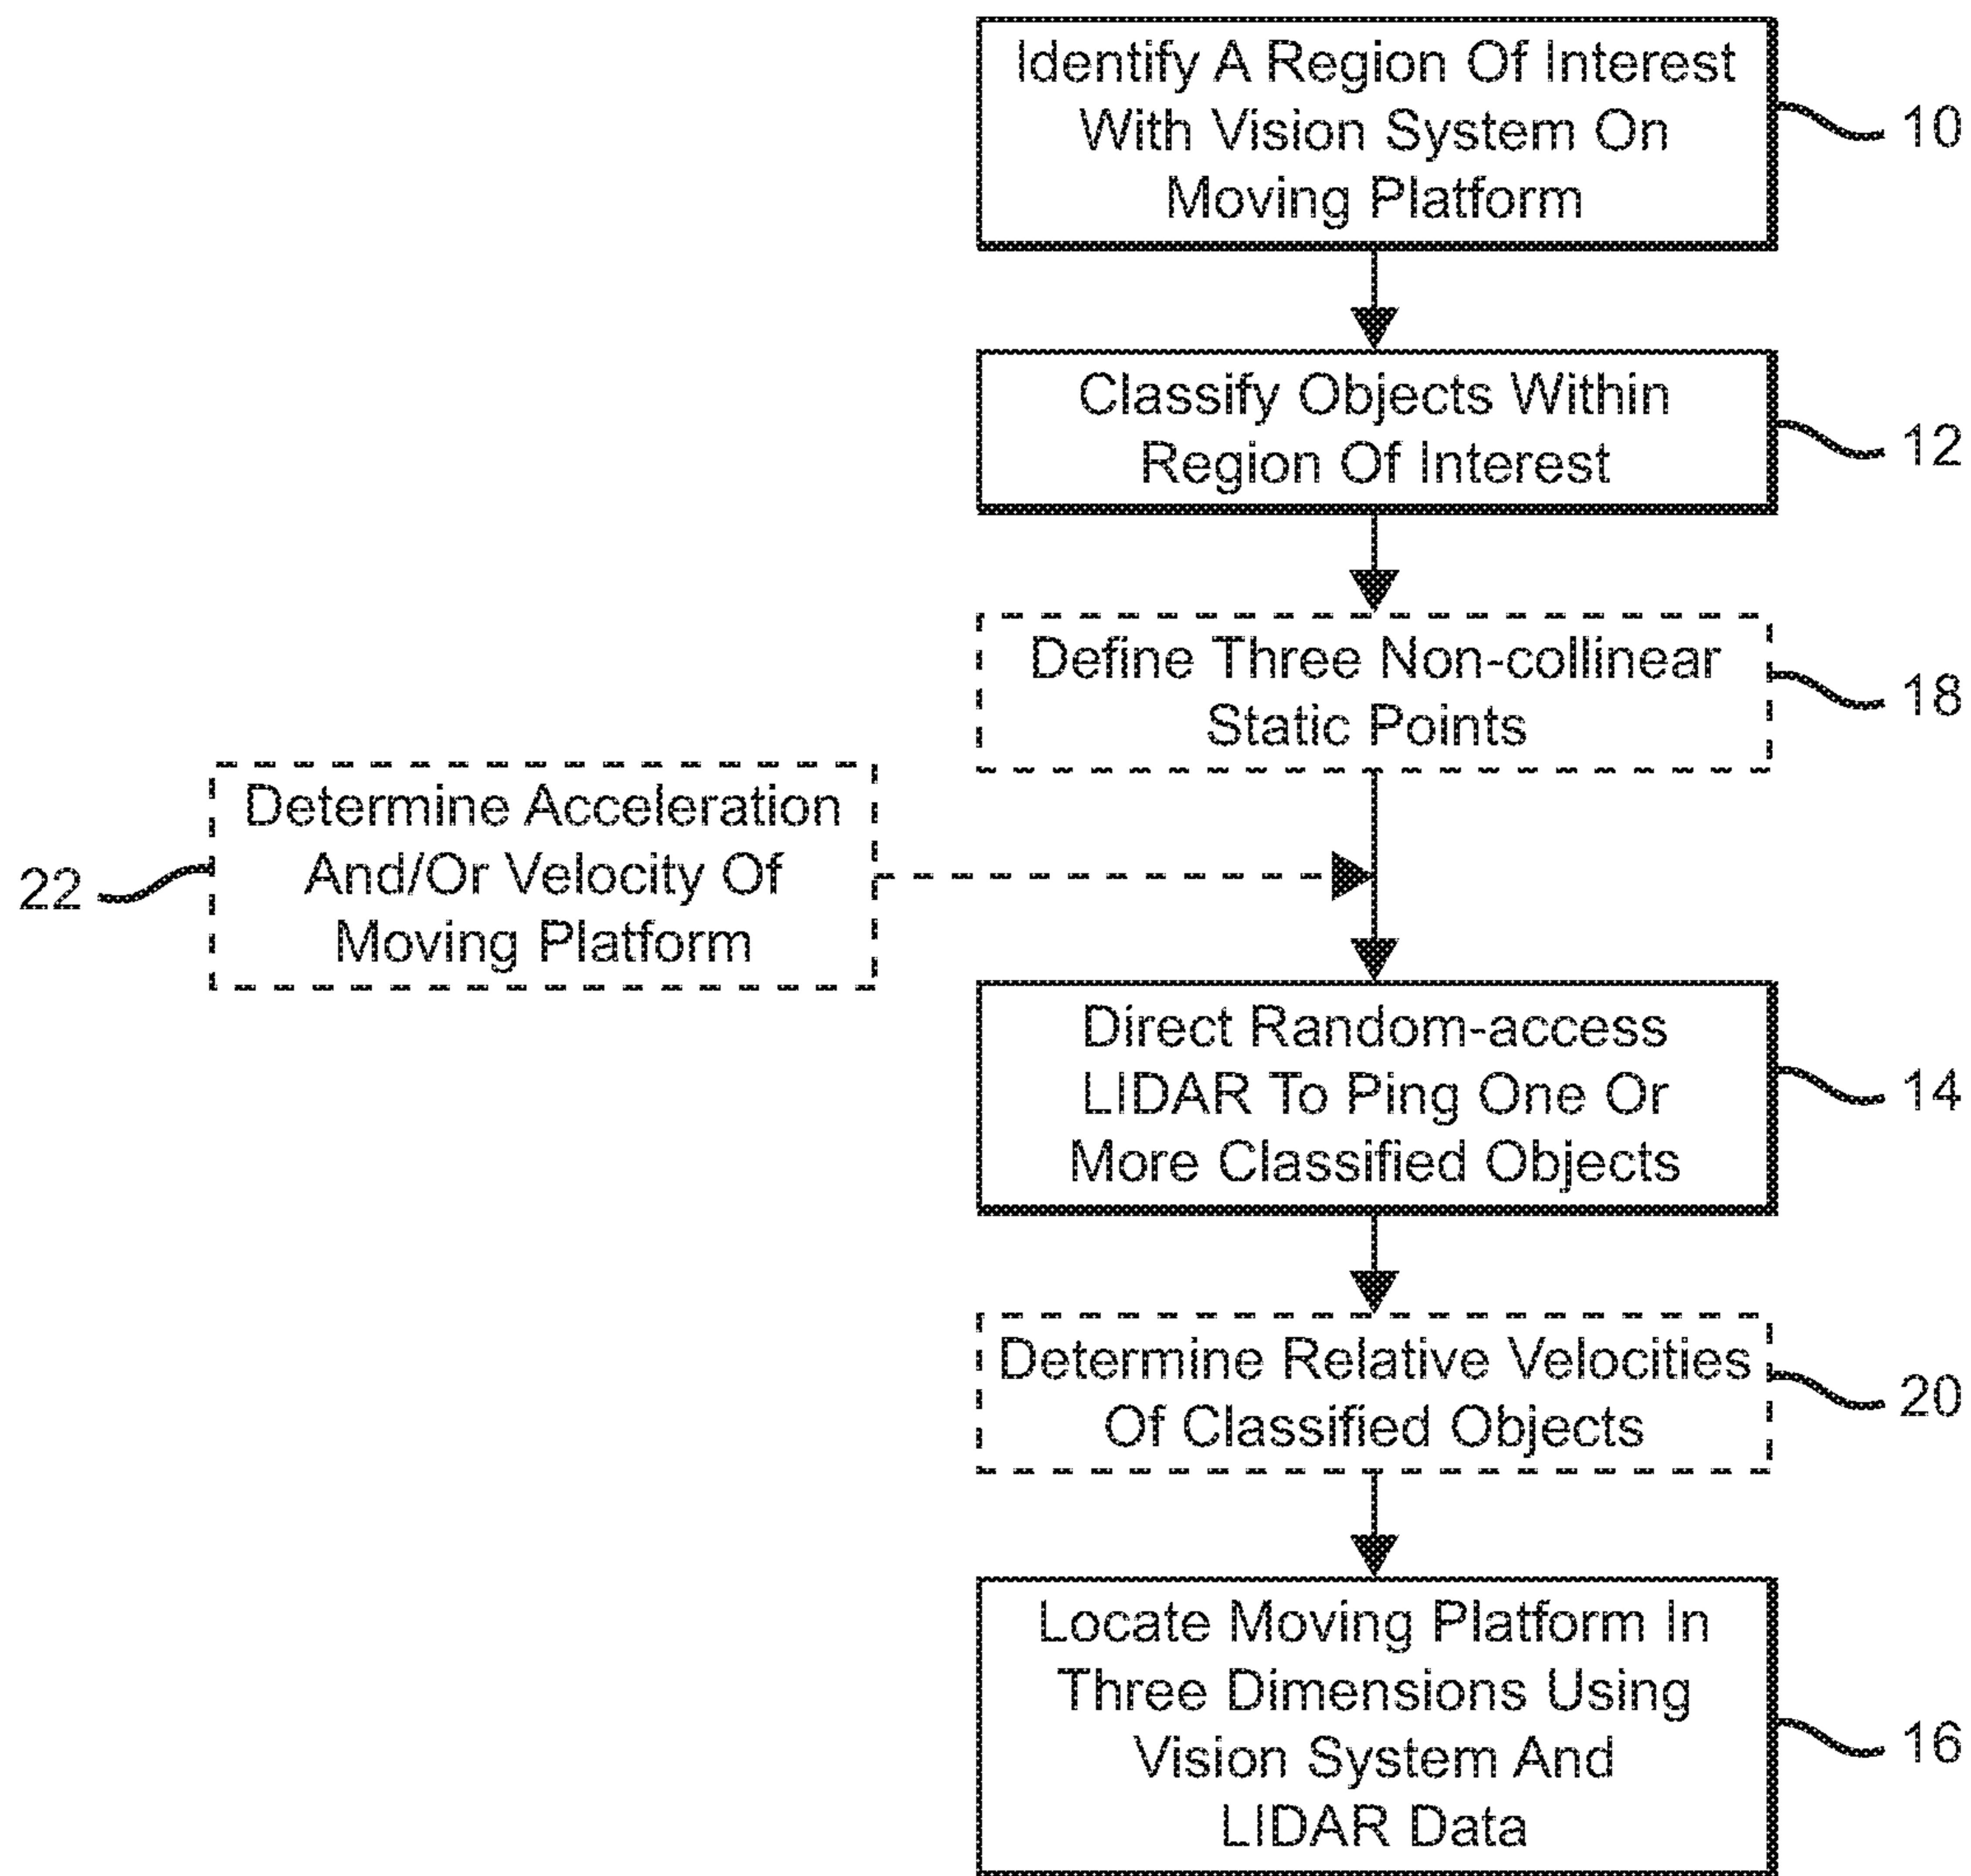 Identify A Region Of Interest
With Vision System On
Moving Platform
10
Classify Objects Within
Region Of Interest
12
Define Three Non-collinear
Static Points
18
Determine Acceleration
And/Or Velocity Of
Moving Platform
22
Direct Random-access
LIDAR To Ping One Or
More Classified Objects
14
Determine Relative Velocities
Of Classified Objects
20
Locate Moving Platform In
Three Dimensions Using
Vision System And
LIDAR Data
16